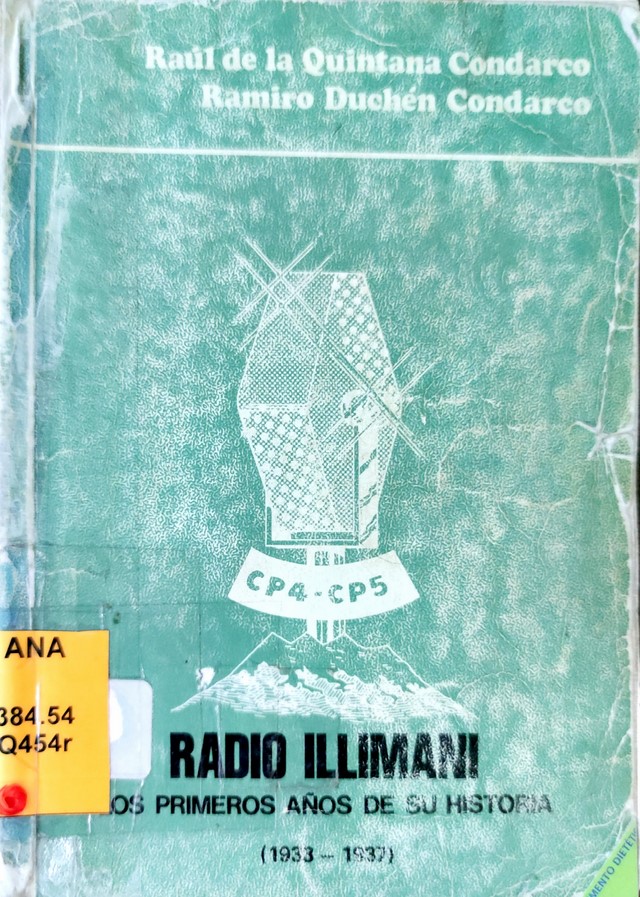 Raúl de la Quintana Condarco
Ramiro Duchén Condarco
CP4-CP5
ANA
384.54
Q454r
RADIO ILLIMANI
LOS PRIMEROS AÑOS DE SU HISTORIA
(1933 - 1937)